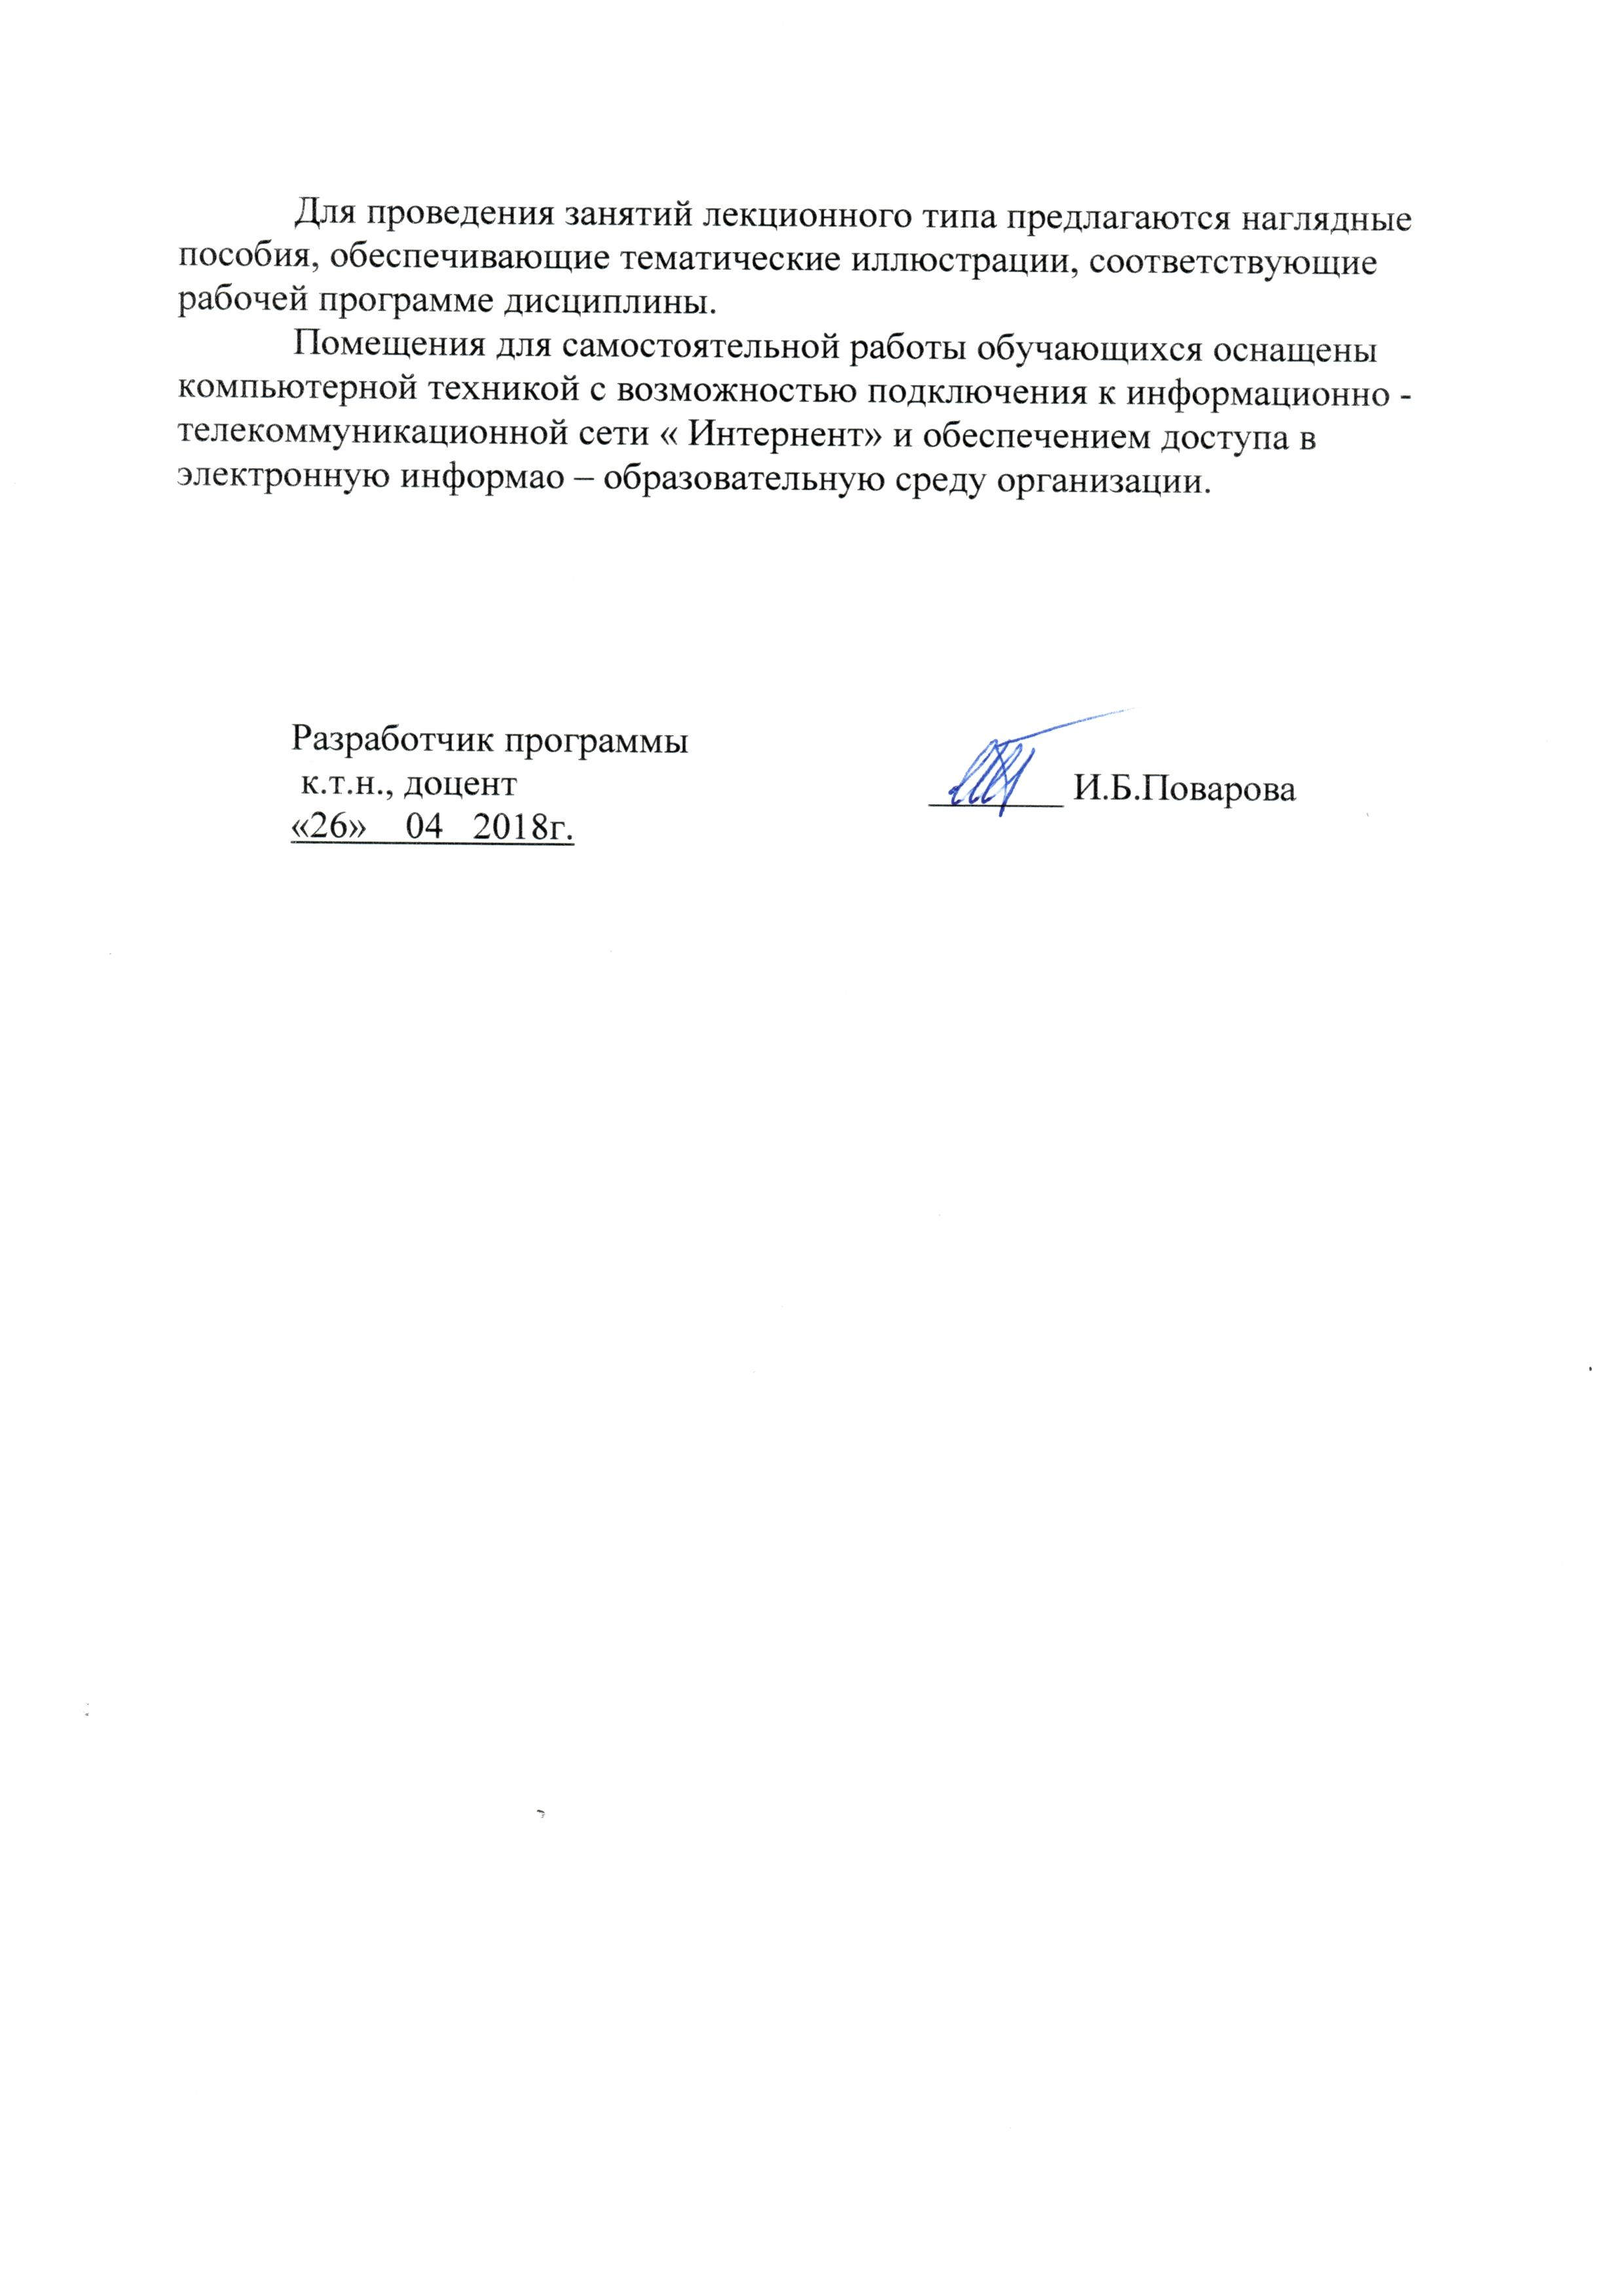 Для проведения занятий лекционного типа предлагаются наглядные
пособия, обеспечивающие тематические иллюстрации, соответствующие
рабочей программе дисциплины.
Помещения для самостоятельной работы обучающихся оснащены
компьютерной техникой с возможностью подключения к информационно -
телекоммуникационной сети « Интернент» и обеспечением доступа в
электронную информао – образовательную среду организации.
Разработчик программы
к.т.н., доцент
И.Б.Поварова
«26» 04 2018г.